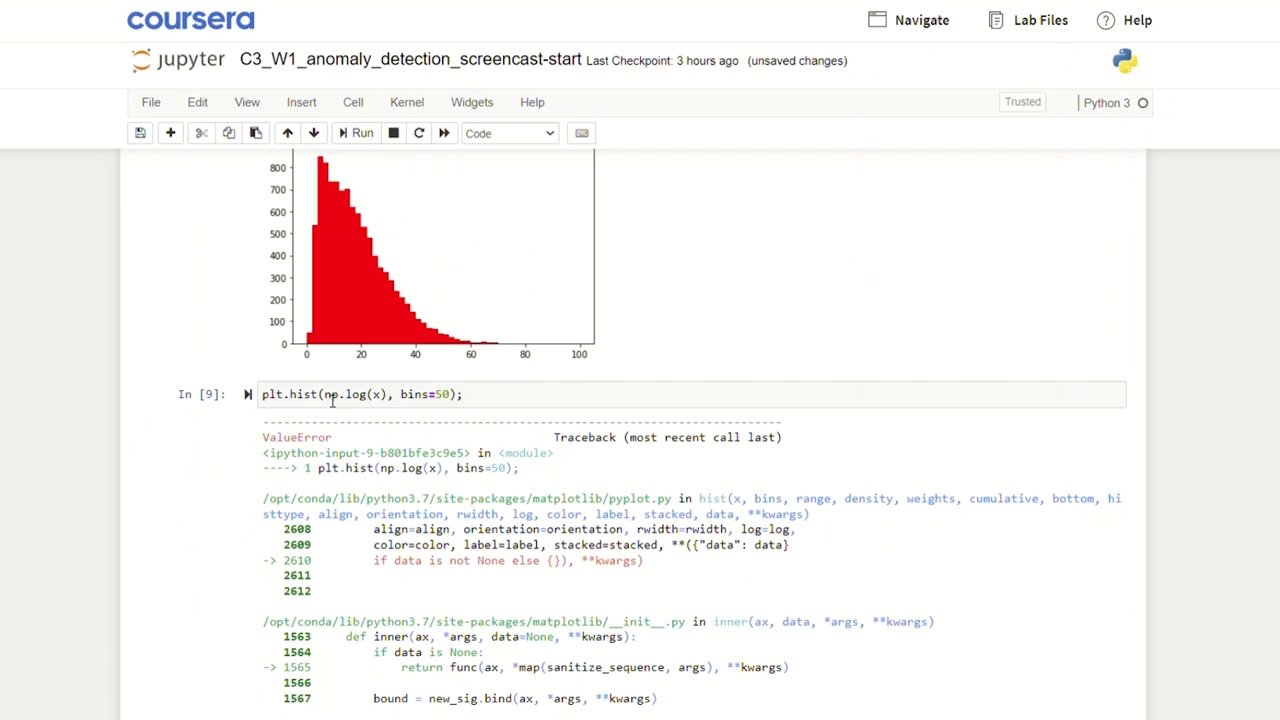 coursera
Navigate
Lab Files
Help
jupyter
C3_W1_anomaly_detection_screencast-start Last Checkpoint: 3 hours ago (unsaved changes)
File Edit View Insert Cell Kernel Widgets Help
Trusted
Python 3
Run
Code
800
700
600
500
400
300
200
100
0
0 20 40 60 80 100
In [9]: plt.hist(np.log(x), bins=50);
---------------------------------------------------------------------------
ValueError Traceback (most recent call last)
<ipython-input-9-b801bfe3c9e5> in <module>
----> 1 plt.hist(np.log(x), bins=50);
/opt/conda/lib/python3.7/site-packages/matplotlib/pyplot.py in hist(x, bins, range, density, weights, cumulative, bottom, hi
sttype, align, orientation, rwidth, log, color, label, stacked, data, **kwargs)
2608 align=align, orientation=orientation, rwidth=rwidth, log=log,
2609 color=color, label=label, stacked=stacked, **({"data": data}
-> 2610 if data is not None else {}), **kwargs)
2611
2612
/opt/conda/lib/python3.7/site-packages/matplotlib/__init__.py in inner(ax, data, *args, **kwargs)
1563 def inner(ax, *args, data=None, **kwargs):
1564 if data is None:
-> 1565 return func(ax, *map(sanitize_sequence, args), **kwargs)
1566
1567 bound = new_sig.bind(ax, *args, **kwargs)